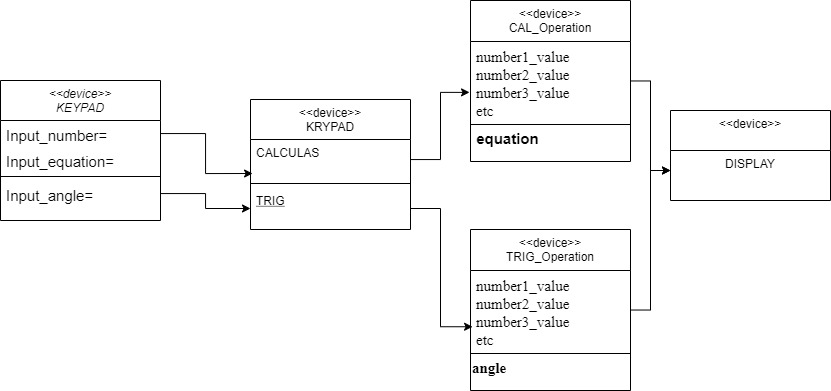 <<device>>
KEYPAD
Input_number=
Input_equation=
Input_angle=
<<device>>
KRYPAD
CALCULAS
TRIG
<<device>>
CAL_Operation
number1_value
number2_value
number3_value
etc
equation
<<device>>
TRIG_Operation
number1_value
number2_value
number3_value
etc
angle
<<device>>
DISPLAY